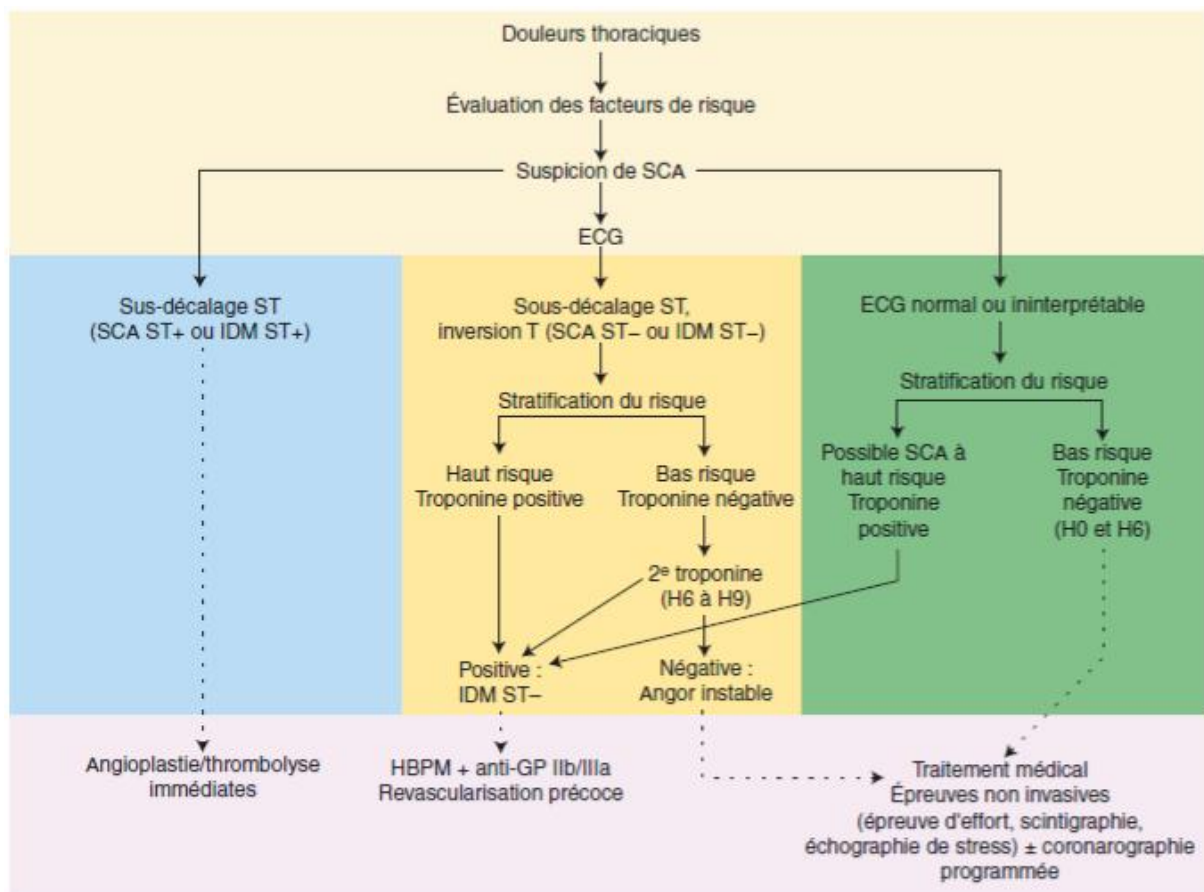 Douleurs thoraciques
Évaluation des facteurs de risque
Suspicion de SCA
ECG
Sus-décalage ST
(SCA ST+ ou IDM ST+)
Sous-décalage ST,
inversion T (SCA ST– ou IDM ST–)
ECG normal ou ininterprétable
Stratification du risque
Stratification du risque
Haut risque
Troponine positive
Bas risque
Troponine négative
Possible SCA à
haut risque
Troponine
positive
Bas risque
Troponine
négative
(H0 et H6)
2e troponine
(H6 à H9)
Positive :
IDM ST–
Négative :
Angor instable
Angioplastie/thrombolyse
immédiates
HBPM + anti-GP IIb/IIIa
Revascularisation précoce
Traitement médical
Épreuves non invasives
(épreuve d'effort, scintigraphie,
échographie de stress) ± coronarographie
programmée